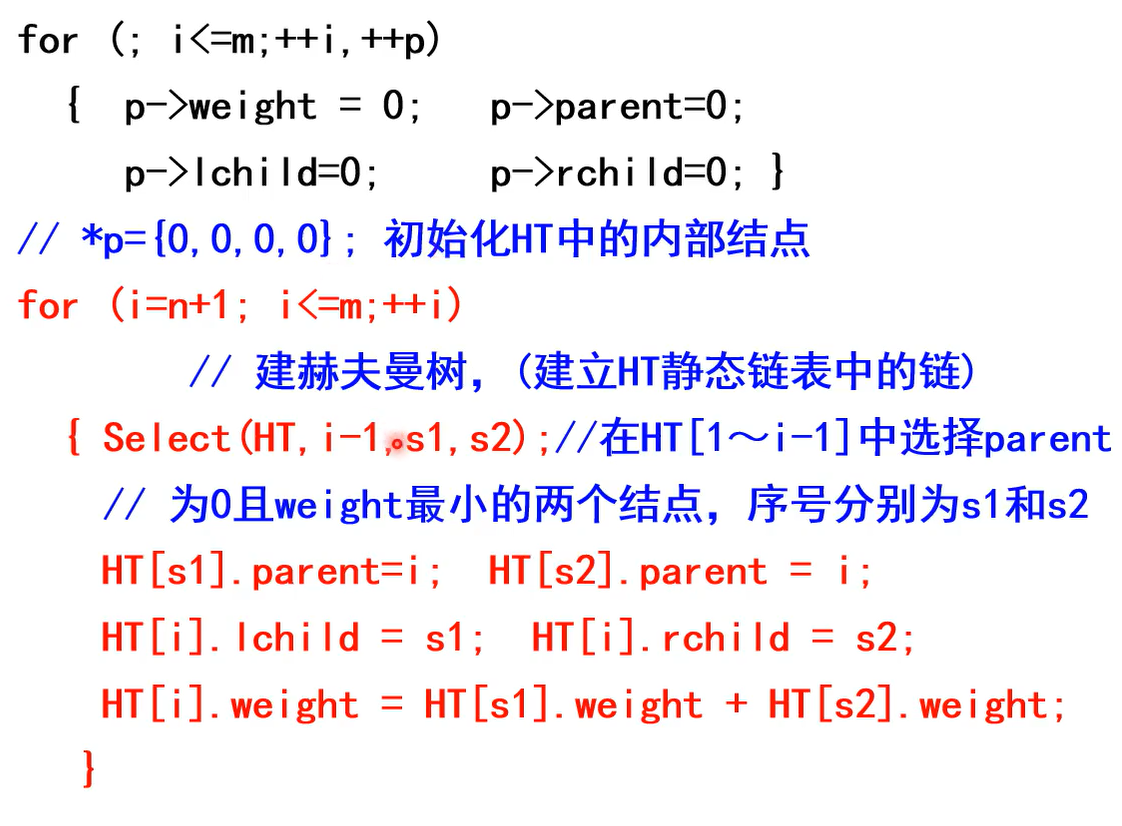 for (; i<=m;++i,++p)
{ p->weight = 0; p->parent=0;
p->lchild=0; p->rchild=0; }
// *p={0,0,0,0}; 初始化HT中的内部结点
for (i=n+1; i<=m;++i)
// 建赫夫曼树，(建立HT静态链表中的链)
{ Select(HT,i-1,s1,s2);//在HT[1～i-1]中选择parent
// 为0且weight最小的两个结点，序号分别为s1和s2
HT[s1].parent=i; HT[s2].parent = i;
HT[i].lchild = s1; HT[i].rchild = s2;
HT[i].weight = HT[s1].weight + HT[s2].weight;
}